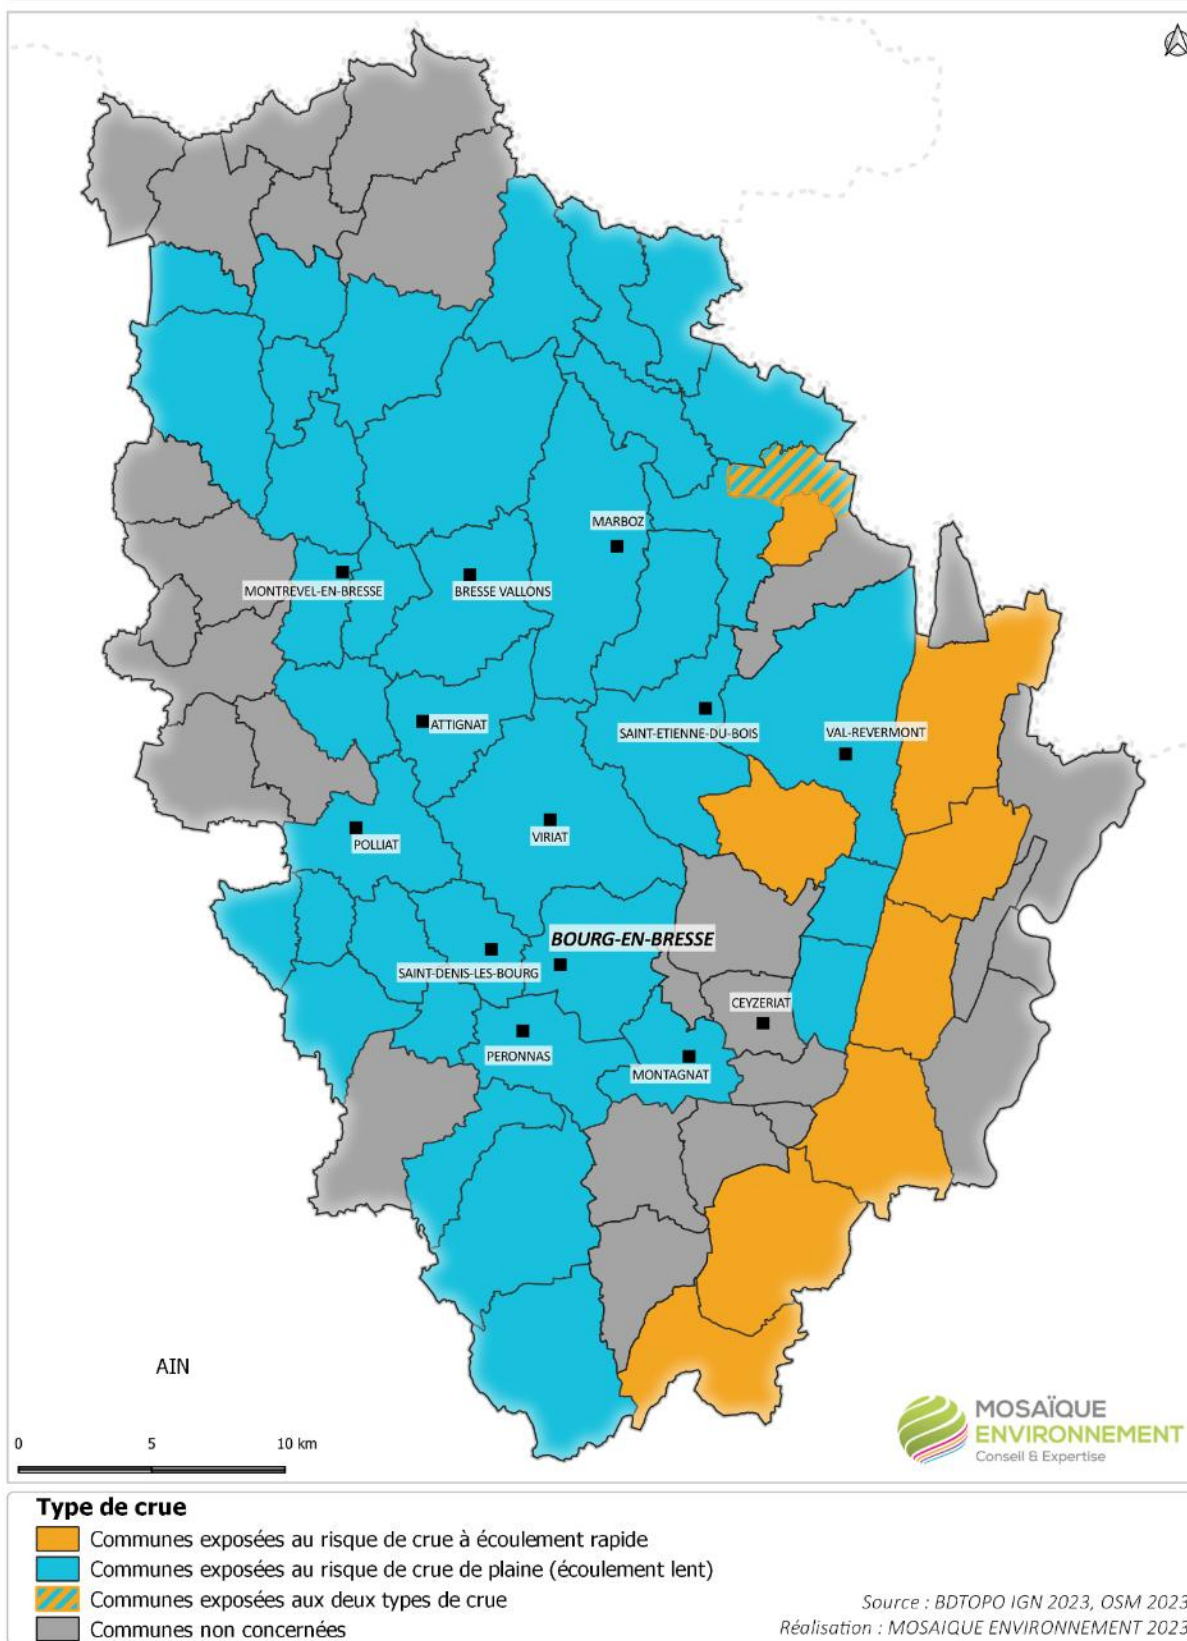 MARBOZ
MONTREVEL-EN-BRESSE
BRESSE VALLONS
ATTIGNAT
SAINT-ETIENNE-DU-BOIS
VAL-REVERMONT
POLLIAT
VIRIAT
BOURG-EN-BRESSE
SAINT-DENIS-LES-BOURG
CEYZERIAT
PERONNAS
MONTAGNAT
AIN
0 5 10 km
MOSAÏQUE
ENVIRONNEMENT
Conseil & Expertise
Type de crue
Communes exposées au risque de crue à écoulement rapide
Communes exposées au risque de crue de plaine (écoulement lent)
Communes exposées aux deux types de crue
Communes non concernées
Source : BDTOPO IGN 2023, OSM 2023
Réalisation : MOSAIQUE ENVIRONNEMENT 2023